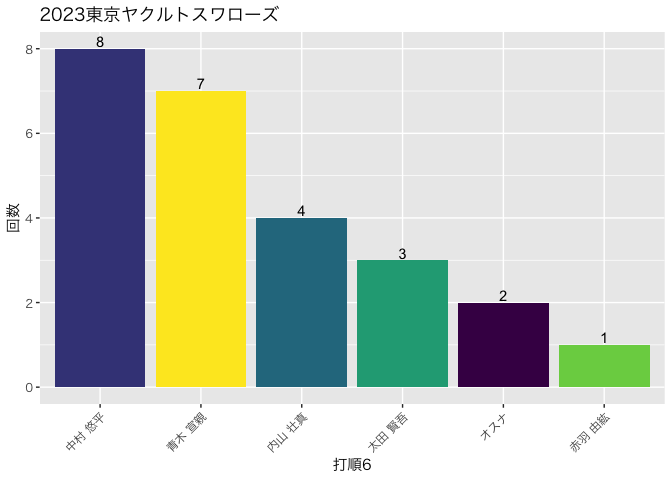 2023東京ヤクルトスワローズ
回数
8
6
4
2
0
8
7
4
3
2
1
中村 悠平
青木 宣親
内山 壮真
太田 賢吾
オスナ
赤羽 由紘
打順6